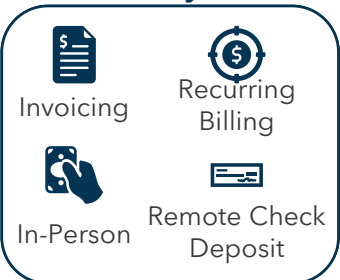 Invoicing
Recurring
Billing
In-Person
Remote Check
Deposit